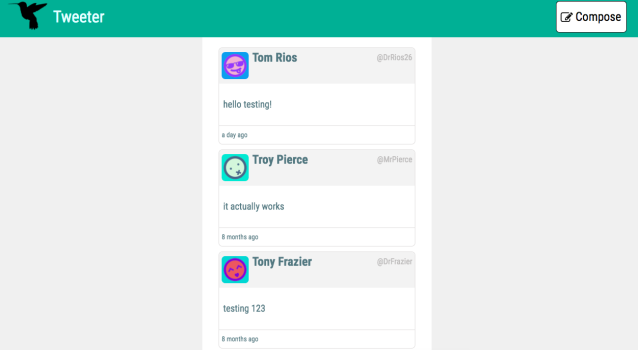 Tweeter
Compose
Tom Rios
@DrRios26
hello testing!
a day ago
Troy Pierce
@MrPierce
it actually works
8 months ago
Tony Frazier
@DrFrazier
testing 123
8 months ago